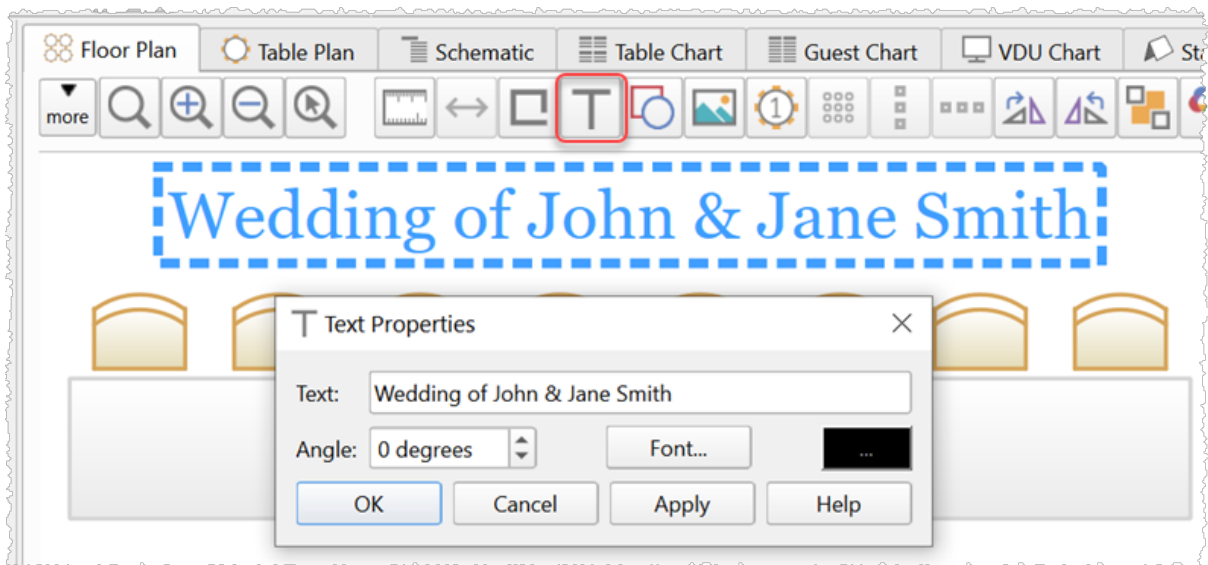 Floor Plan Table Plan Schematic Table Chart Guest Chart VDU Chart
more 1
Wedding of John & Jane Smith
Text Properties
Text: Wedding of John & Jane Smith
Angle: 0 degrees Font... ...
OK Cancel Apply Help